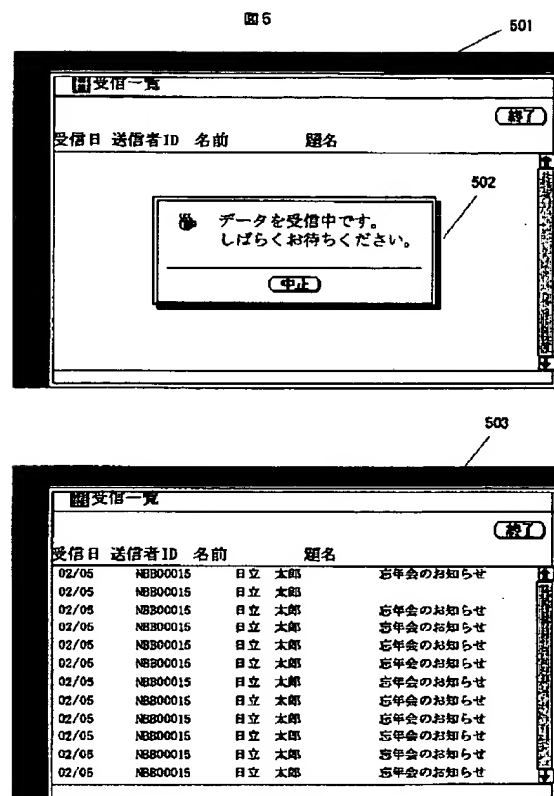 図5
501
受信一覧
終了
受信日 送信者ID 名前 題名
502
データを受信中です。
しばらくお待ちください。
中止
503
受信一覧
終了
受信日 送信者ID 名前 題名
02/05 NBB00015 日立 太郎 忘年会のお知らせ
02/05 NBB00015 日立 太郎
02/05 NBB00015 日立 太郎 忘年会のお知らせ
02/05 NBB00015 日立 太郎 忘年会のお知らせ
02/05 NBB00015 日立 太郎 忘年会のお知らせ
02/05 NBB00015 日立 太郎 忘年会のお知らせ
02/05 NBB00015 日立 太郎 忘年会のお知らせ
02/05 NBB00015 日立 太郎 忘年会のお知らせ
02/05 NBB00015 日立 太郎 忘年会のお知らせ
02/05 NBB00015 日立 太郎 忘年会のお知らせ
02/05 NBB00015 日立 太郎 忘年会のお知らせ
02/05 NBB00015 日立 太郎 忘年会のお知らせ